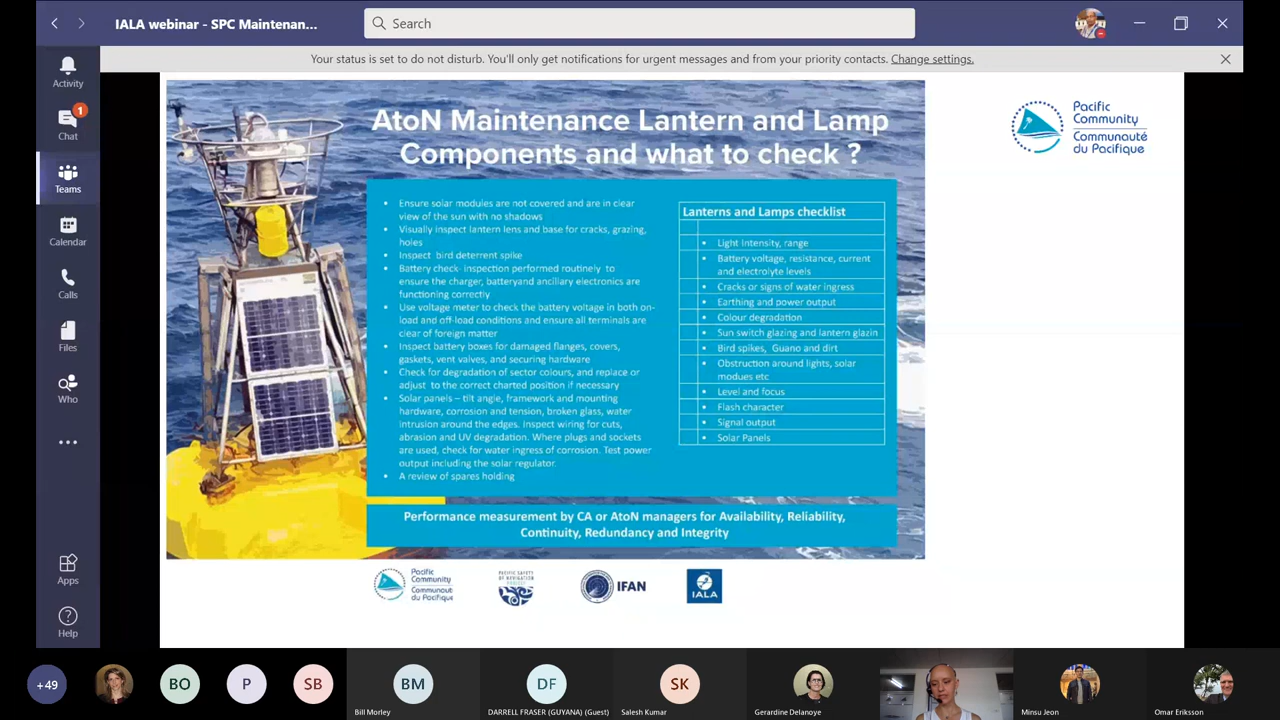 IALA webinar - SPC Maintenan...
Search
Your status is set to do not disturb. You'll only get notifications for urgent messages and from your priority contacts. Change settings.
Activity
Chat
1
Teams
Calendar
Calls
Files
Who
Apps
Help
AtoN Maintenance Lantern and Lamp
Components and what to check ?
Pacific
Community
Communauté
du Pacifique
• Ensure solar modules are not covered and are in clear
view of the sun with no shadows
• Visually inspect lantern lens and base for cracks, grazing,
holes
• Inspect bird deterrent spike
• Battery check- inspection performed routinely to
ensure the charger, batteryand ancillary electronics are
functioning correctly
• Use voltage meter to check the battery voltage in both on-
load and off-load conditions and ensure all terminals are
clear of foreign matter
• Inspect battery boxes for damaged flanges, covers,
gaskets, vent valves, and securing hardware
• Check for degradation of sector colours, and replace or
adjust to the correct charted position if necessary
• Solar panels – tilt angle, framework and mounting
hardware, corrosion and tension, broken glass, water
intrusion around the edges. Inspect wiring for cuts,
abrasion and UV degradation. Where plugs and sockets
are used, check for water ingress of corrosion. Test power
output including the solar regulator.
• A review of spares holding
Lanterns and Lamps checklist
• Light Intensity, range
• Battery voltage, resistance, current
and electrolyte levels
• Cracks or signs of water ingress
• Earthing and power output
• Colour degradation
• Sun switch glazing and lantern glazin
• Bird spikes, Guano and dirt
• Obstruction around lights, solar
modues etc
• Level and focus
• Flash character
• Signal output
• Solar Panels
Performance measurement by CA or AtoN managers for Availability, Reliability,
Continuity, Redundancy and Integrity
Pacific
Community
Communauté
du Pacifique
PACIFIC SAFETY
OF NAVIGATION
PROJECT
IFAN
IALA
+49
BO
P
SB
BM
Bill Morley
DF
DARRELL FRASER (GUYANA) (Guest)
SK
Salesh Kumar
Gerardine Delanoye
Minsu Jeon
Omar Eriksson